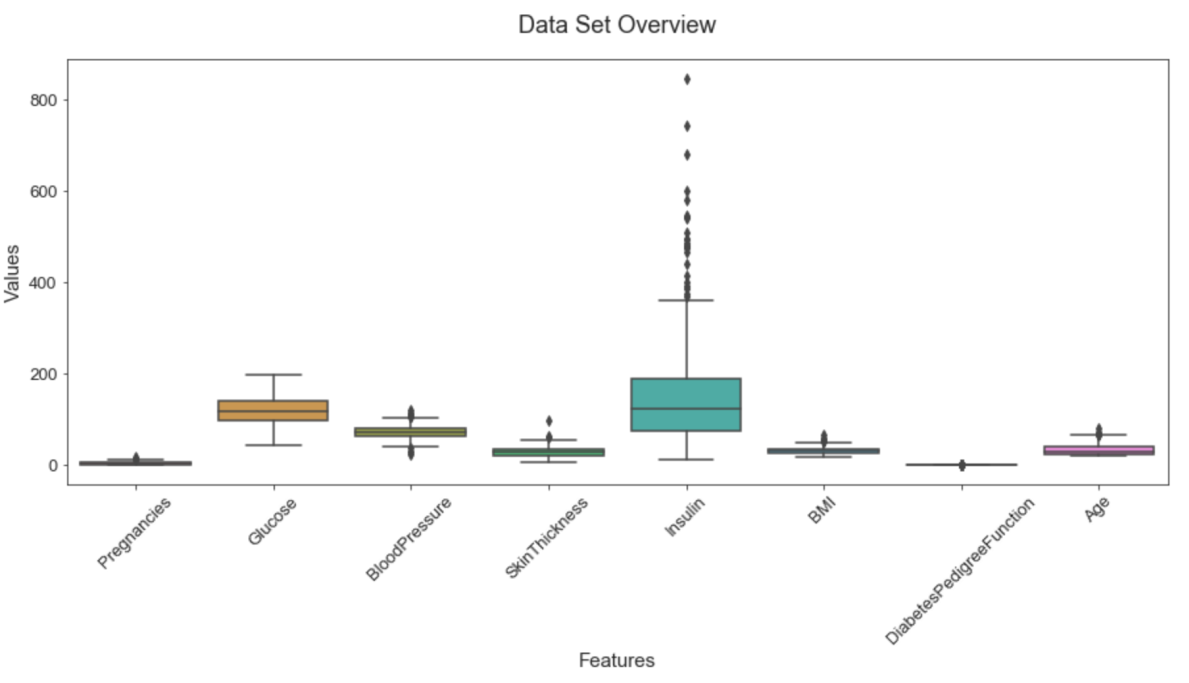 Data Set Overview
800
600
400
200
0
Values
Pregnancies
Glucose
BloodPressure
SkinThickness
Insulin
BMI
DiabetesPedigreeFunction
Age
Features